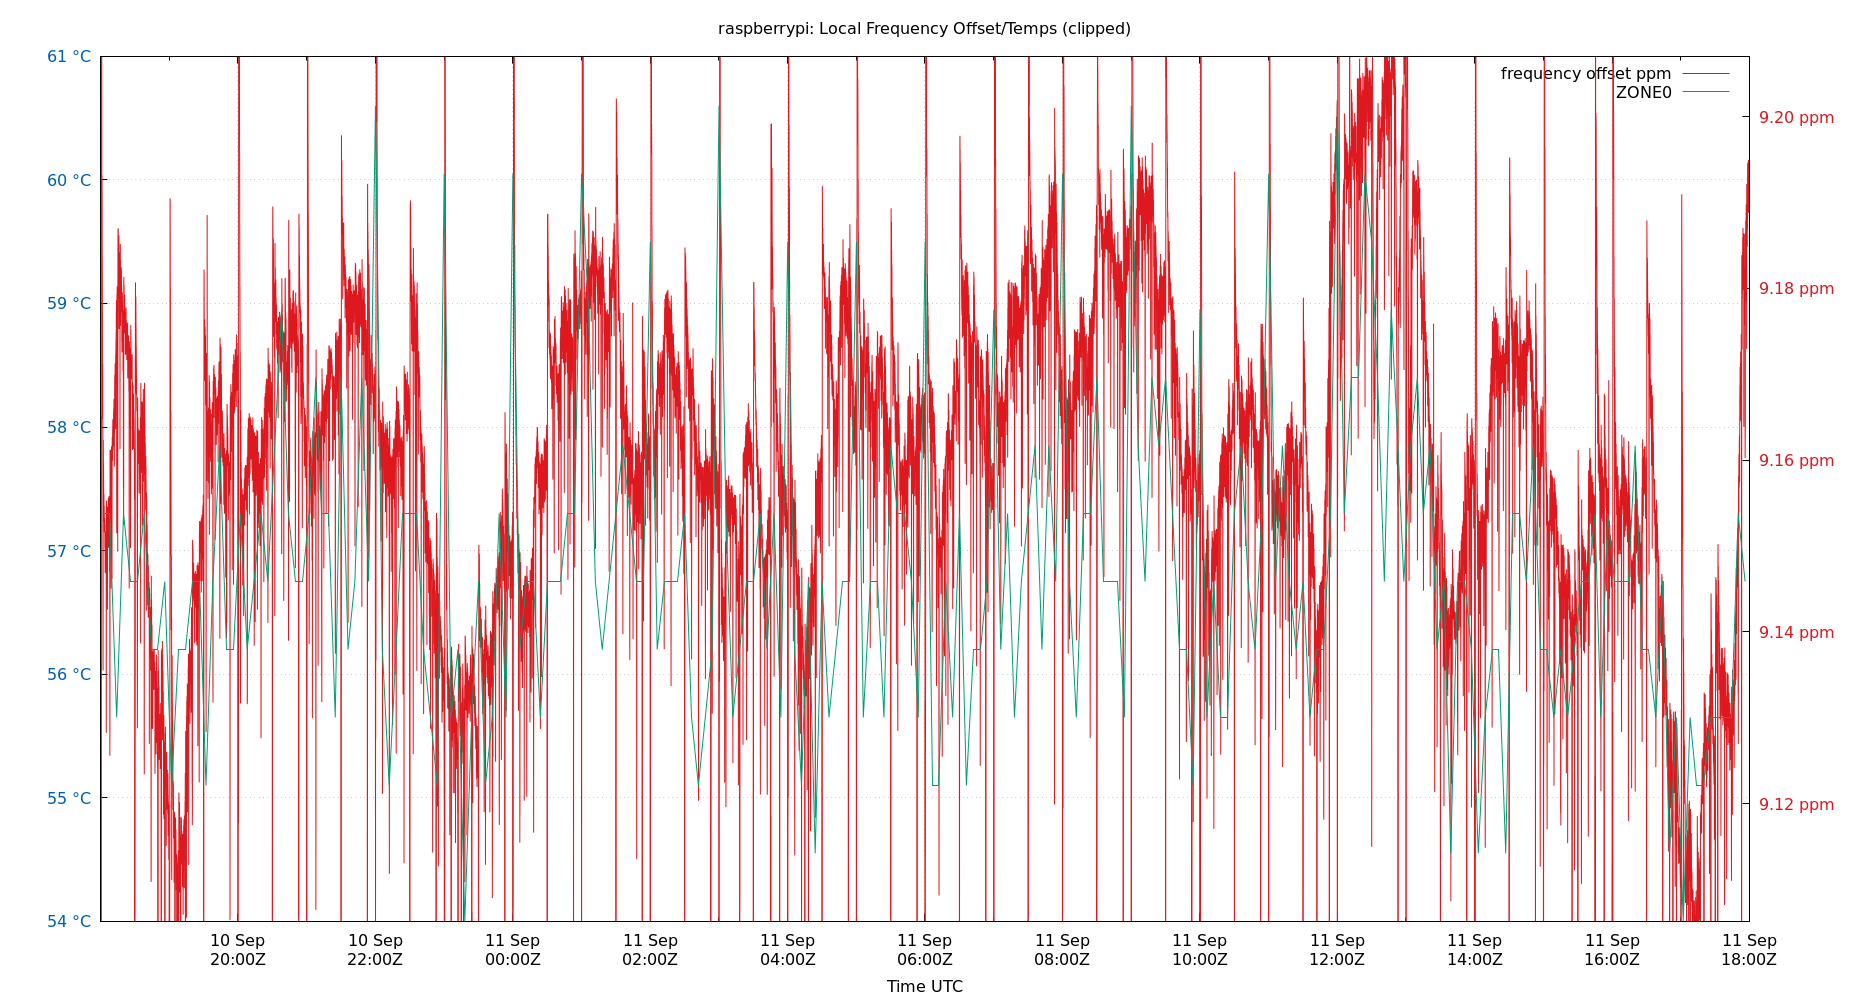 raspberrypi: Local Frequency Offset/Temps (clipped)
61 °C
60 °C
59 °C
58 °C
57 °C
56 °C
55 °C
54 °C
frequency offset ppm
ZONE0
9.20 ppm
9.18 ppm
9.16 ppm
9.14 ppm
9.12 ppm
10 Sep 10 Sep 11 Sep 11 Sep 11 Sep 11 Sep 11 Sep 11 Sep 11 Sep 11 Sep 11 Sep 11 Sep
20:00Z 22:00Z 00:00Z 02:00Z 04:00Z 06:00Z 08:00Z 10:00Z 12:00Z 14:00Z 16:00Z 18:00Z
Time UTC